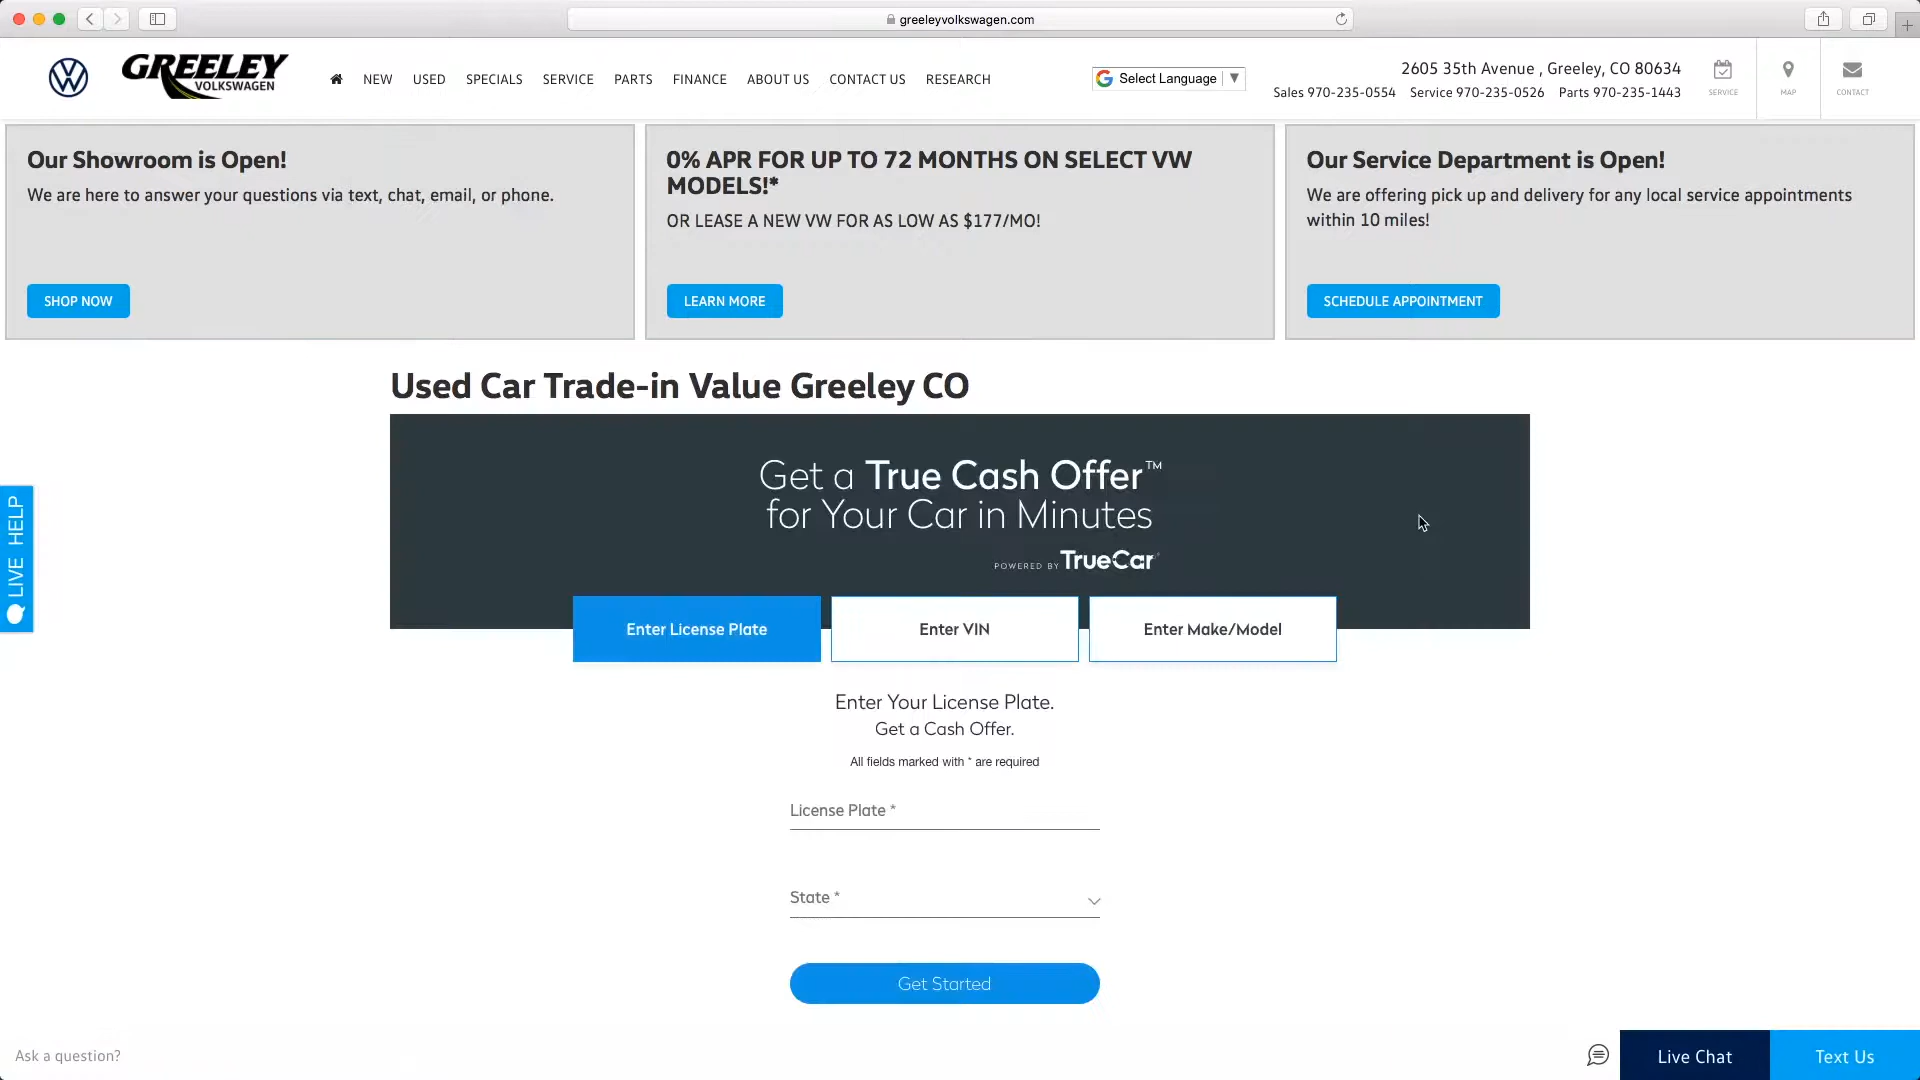 greeleyvolkswagen.com
GREELEY
VOLKSWAGEN
NEW USED SPECIALS SERVICE PARTS FINANCE ABOUT US CONTACT US RESEARCH
Select Language
2605 35th Avenue , Greeley, CO 80634
Sales 970-235-0554 Service 970-235-0526 Parts 970-235-1443
SERVICE
MAP
CONTACT
Our Showroom is Open!
We are here to answer your questions via text, chat, email, or phone.
SHOP NOW
0% APR FOR UP TO 72 MONTHS ON SELECT VW
MODELS!*
OR LEASE A NEW VW FOR AS LOW AS $177/MO!
LEARN MORE
Our Service Department is Open!
We are offering pick up and delivery for any local service appointments
within 10 miles!
SCHEDULE APPOINTMENT
Used Car Trade-in Value Greeley CO
Get a True Cash Offer™
for Your Car in Minutes
POWERED BY TrueCar
LIVE HELP
Enter License Plate
Enter VIN
Enter Make/Model
Enter Your License Plate.
Get a Cash Offer.
All fields marked with * are required
License Plate *
State *
Get Started
Ask a question?
Live Chat
Text Us